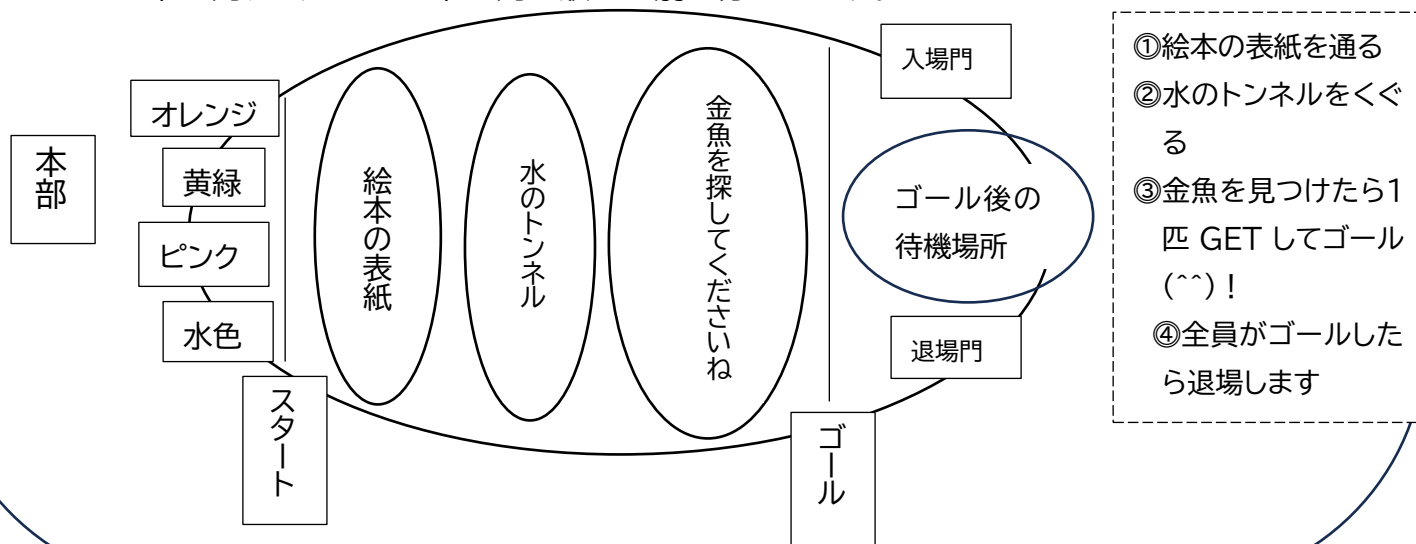 本部
オレンジ
黄緑
ピンク
水色
スタート
絵本の表紙
水のトンネル
金魚を探してくださいね
ゴール
入場門
ゴール後の
待機場所
退場門
①絵本の表紙を通る
②水のトンネルをくぐ
る
③金魚を見つけたら1
匹 GET してゴール
(^^)！
④全員がゴールした
ら退場します